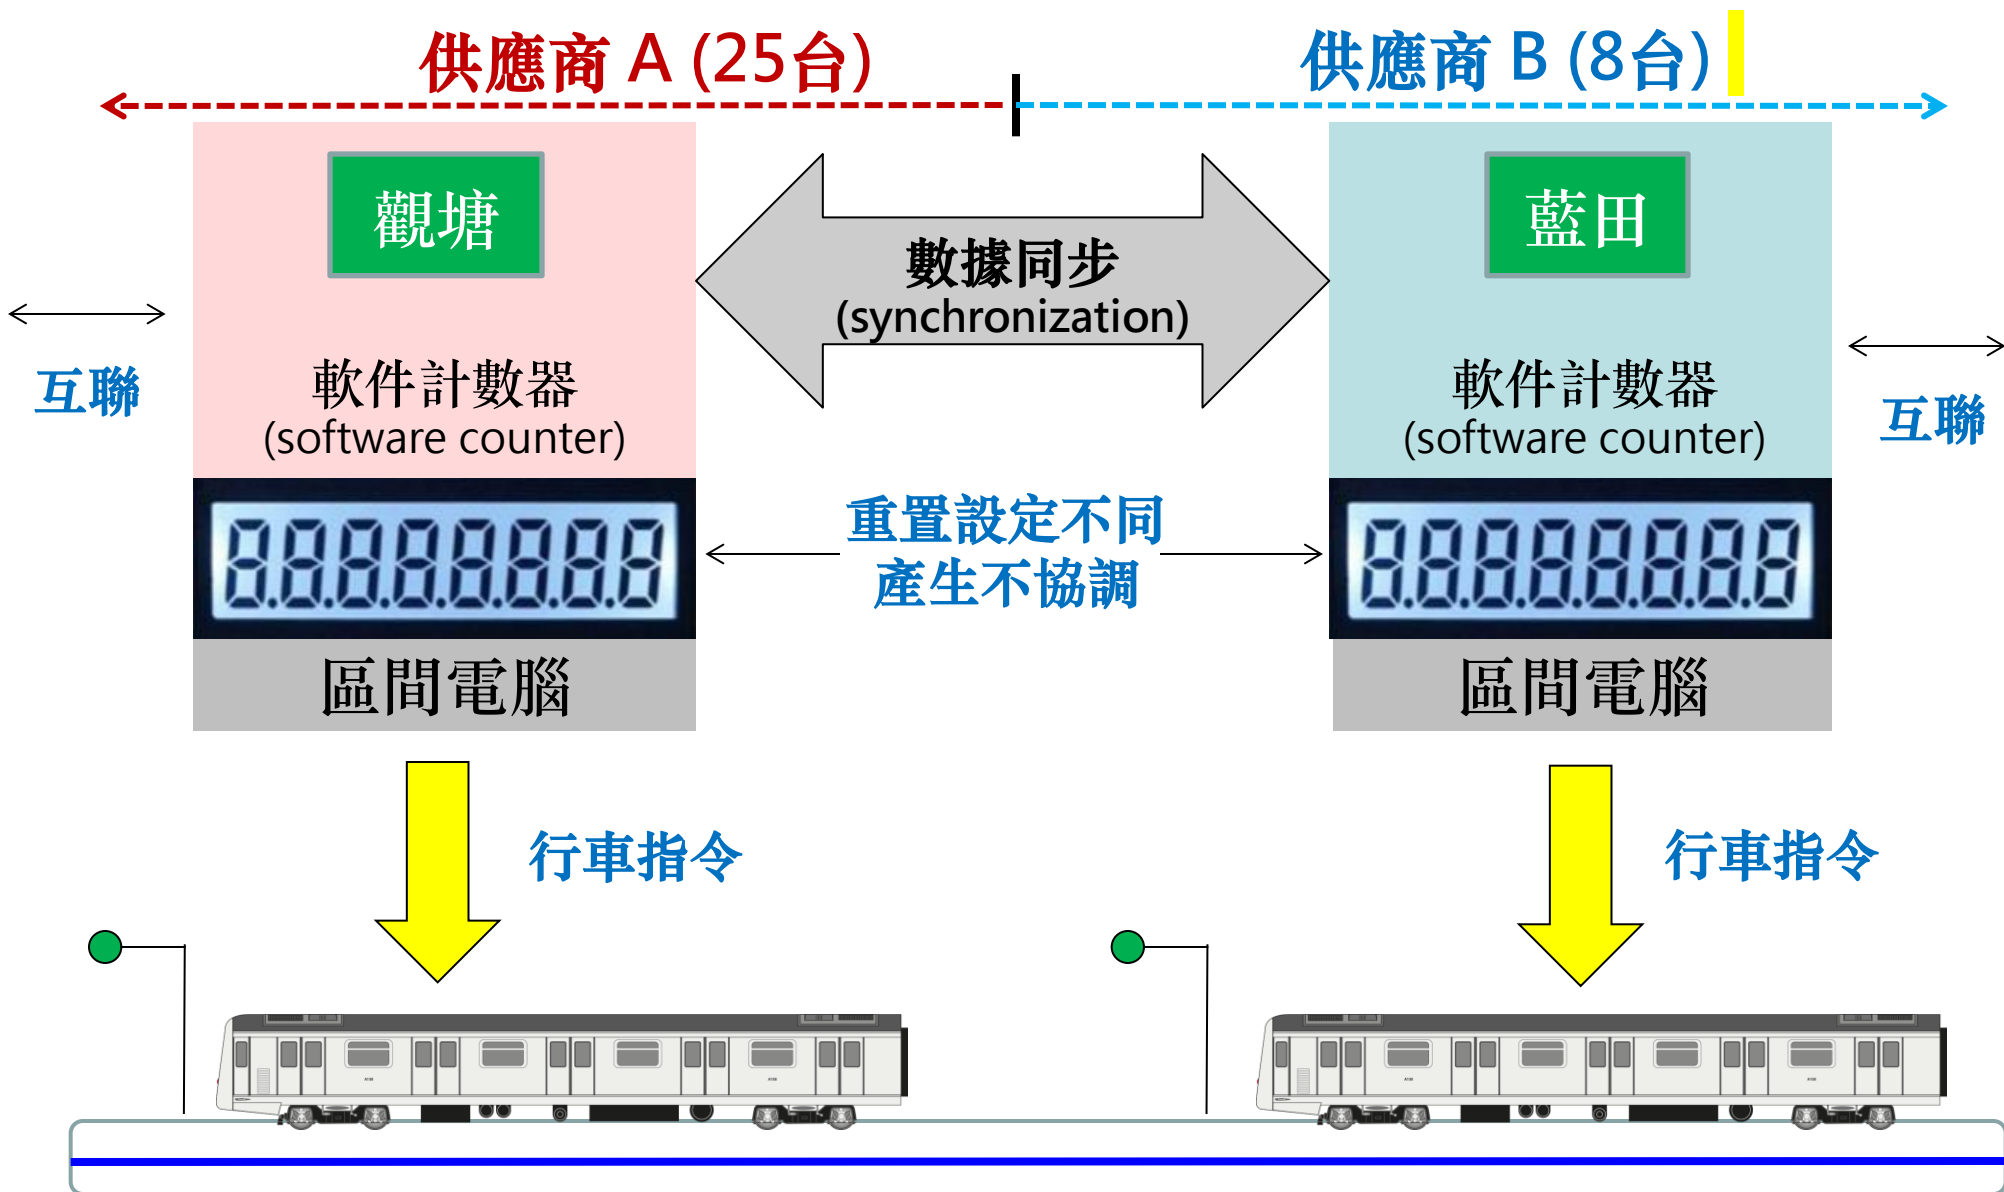 供應商 A (25台)
供應商 B (8台)
觀塘
藍田
數據同步
(synchronization)
互聯
軟件計數器
(software counter)
軟件計數器
(software counter)
互聯
8.8.8.8.8.8.8.8
8.8.8.8.8.8.8.8
重置設定不同
產生不協調
區間電腦
區間電腦
行車指令
行車指令